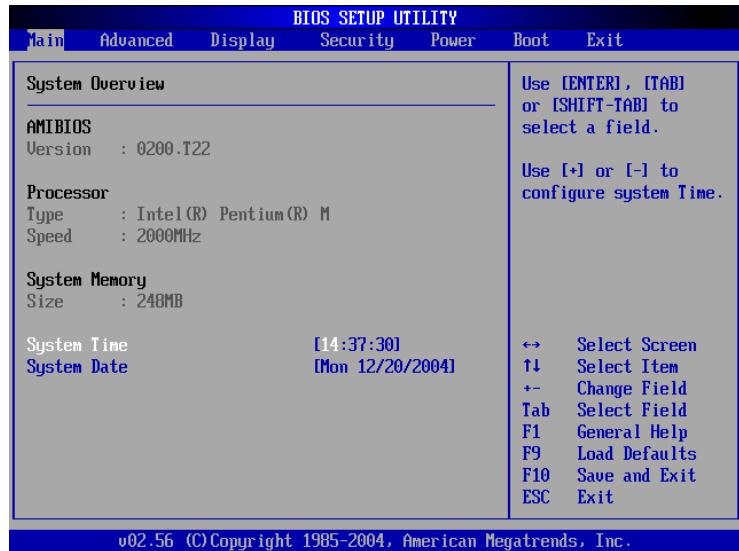 BIOS SETUP UTILITY
Main Advanced Display Security Power Boot Exit
System Overview
AMIBIOS
Version : 0200.T22
Processor
Type : Intel(R) Pentium(R) M
Speed : 2000MHz
System Memory
Size : 248MB
System Time [14:37:30]
System Date [Mon 12/20/2004]
Use [ENTER], [TAB]
or [SHIFT-TAB] to
select a field.
Use [+] or [-] to
configure system Time.
↔ Select Screen
↑↓ Select Item
+- Change Field
Tab Select Field
F1 General Help
F9 Load Defaults
F10 Save and Exit
ESC Exit
v02.56 (C)Copyright 1985-2004, American Megatrends, Inc.